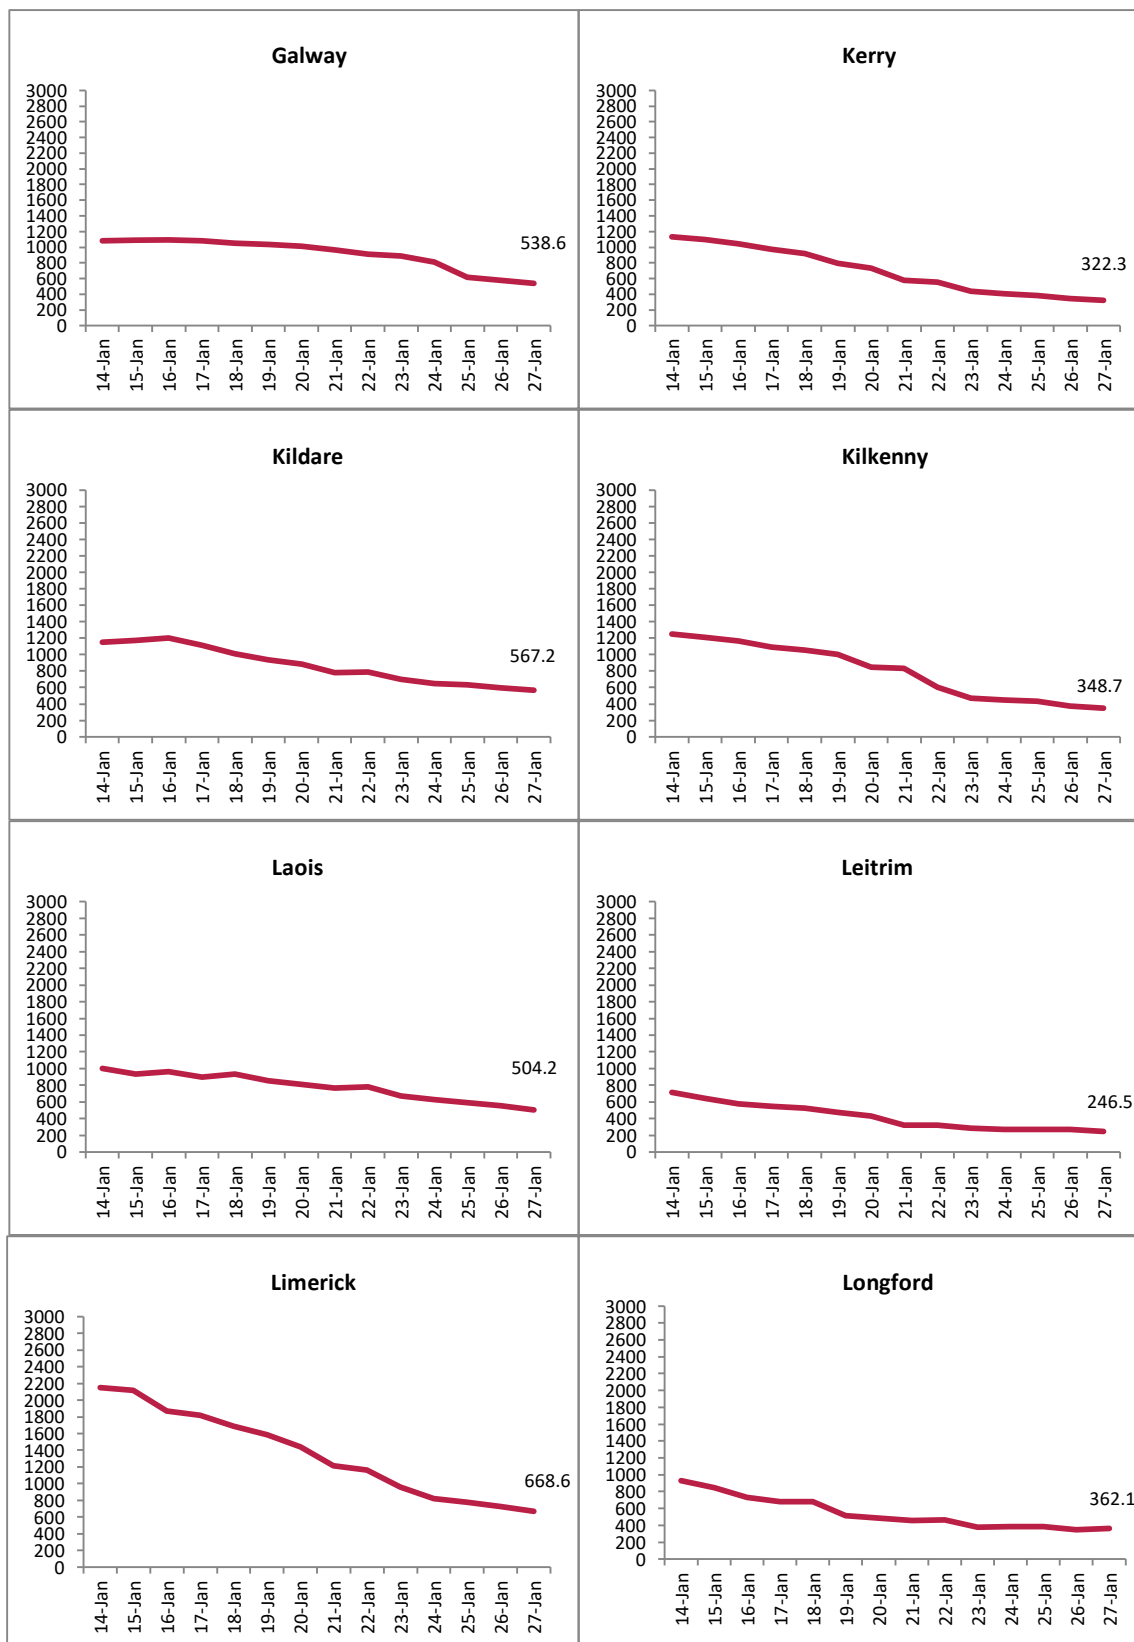 Galway
3000
2800
2600
2400
2200
2000
1800
1600
1400
1200
1000
800
600
400
200
0
538.6
14-Jan
15-Jan
16-Jan
17-Jan
18-Jan
19-Jan
20-Jan
21-Jan
22-Jan
23-Jan
24-Jan
25-Jan
26-Jan
27-Jan
Kerry
3000
2800
2600
2400
2200
2000
1800
1600
1400
1200
1000
800
600
400
200
0
322.3
14-Jan
15-Jan
16-Jan
17-Jan
18-Jan
19-Jan
20-Jan
21-Jan
22-Jan
23-Jan
24-Jan
25-Jan
26-Jan
27-Jan
Kildare
3000
2800
2600
2400
2200
2000
1800
1600
1400
1200
1000
800
600
400
200
0
567.2
14-Jan
15-Jan
16-Jan
17-Jan
18-Jan
19-Jan
20-Jan
21-Jan
22-Jan
23-Jan
24-Jan
25-Jan
26-Jan
27-Jan
Kilkenny
3000
2800
2600
2400
2200
2000
1800
1600
1400
1200
1000
800
600
400
200
0
348.7
14-Jan
15-Jan
16-Jan
17-Jan
18-Jan
19-Jan
20-Jan
21-Jan
22-Jan
23-Jan
24-Jan
25-Jan
26-Jan
27-Jan
Laois
3000
2800
2600
2400
2200
2000
1800
1600
1400
1200
1000
800
600
400
200
0
504.2
14-Jan
15-Jan
16-Jan
17-Jan
18-Jan
19-Jan
20-Jan
21-Jan
22-Jan
23-Jan
24-Jan
25-Jan
26-Jan
27-Jan
Leitrim
3000
2800
2600
2400
2200
2000
1800
1600
1400
1200
1000
800
600
400
200
0
246.5
14-Jan
15-Jan
16-Jan
17-Jan
18-Jan
19-Jan
20-Jan
21-Jan
22-Jan
23-Jan
24-Jan
25-Jan
26-Jan
27-Jan
Limerick
3000
2800
2600
2400
2200
2000
1800
1600
1400
1200
1000
800
600
400
200
0
668.6
14-Jan
15-Jan
16-Jan
17-Jan
18-Jan
19-Jan
20-Jan
21-Jan
22-Jan
23-Jan
24-Jan
25-Jan
26-Jan
27-Jan
Longford
3000
2800
2600
2400
2200
2000
1800
1600
1400
1200
1000
800
600
400
200
0
362.1
14-Jan
15-Jan
16-Jan
17-Jan
18-Jan
19-Jan
20-Jan
21-Jan
22-Jan
23-Jan
24-Jan
25-Jan
26-Jan
27-Jan